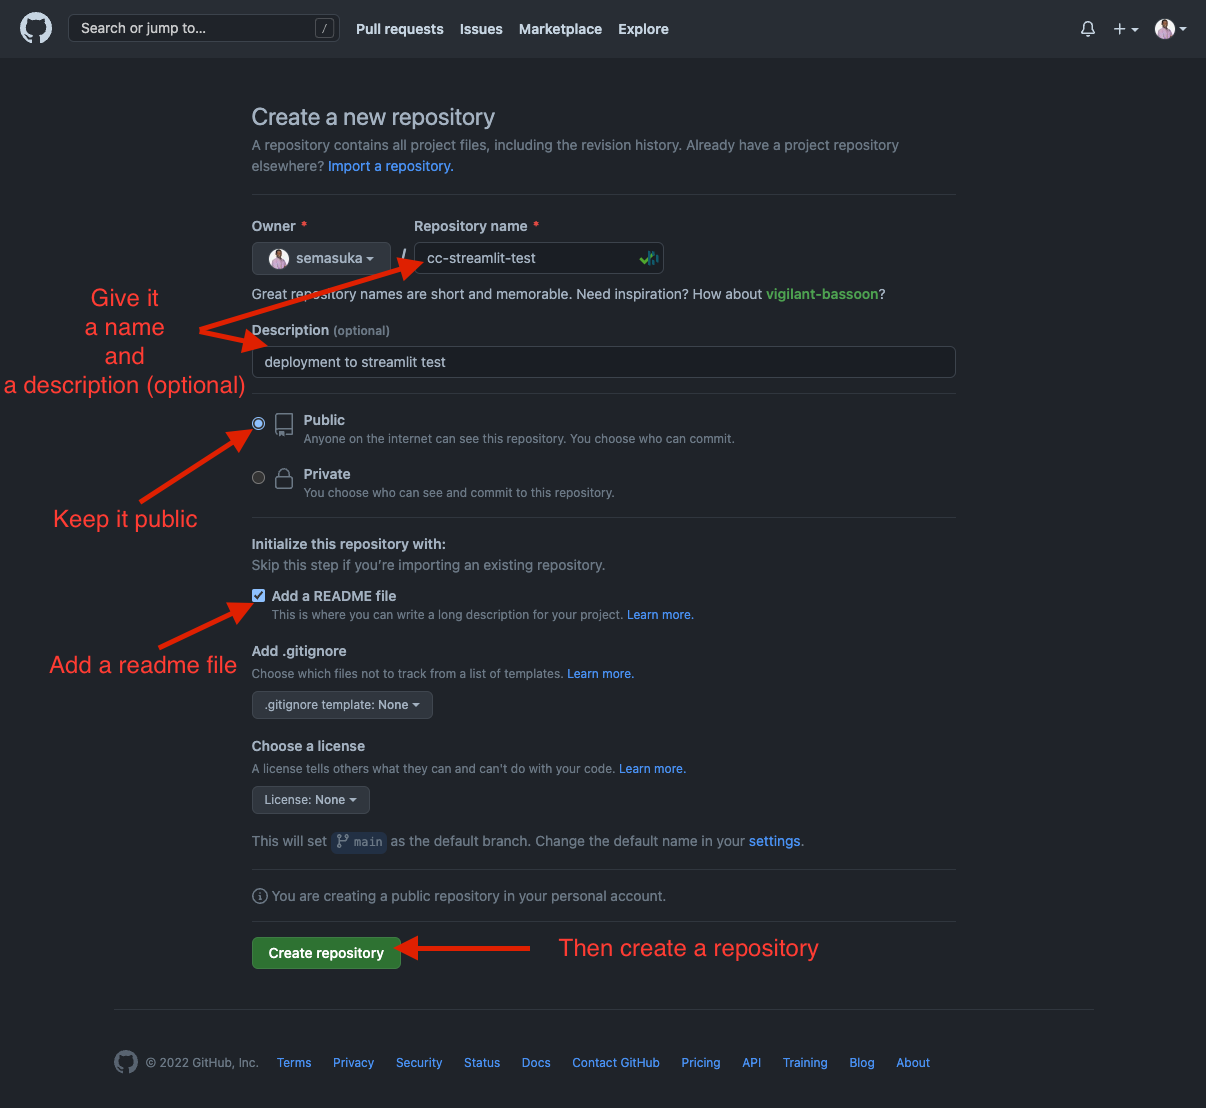 Search or jump to...
/
Pull requests
Issues
Marketplace
Explore
Create a new repository
A repository contains all project files, including the revision history. Already have a project repository
elsewhere? Import a repository.
Owner *
Repository name *
semasuka
/
cc-streamlit-test
Great repository names are short and memorable. Need inspiration? How about vigilant-bassoon?
Give it
a name
and
a description (optional)
Description (optional)
deployment to streamlit test
Public
Anyone on the internet can see this repository. You choose who can commit.
Private
You choose who can see and commit to this repository.
Keep it public
Initialize this repository with:
Skip this step if you're importing an existing repository.
Add a README file
This is where you can write a long description for your project. Learn more.
Add a readme file
Add .gitignore
Choose which files not to track from a list of templates. Learn more.
.gitignore template: None
Choose a license
A license tells others what they can and can't do with your code. Learn more.
License: None
This will set main as the default branch. Change the default name in your settings.
You are creating a public repository in your personal account.
Create repository
Then create a repository
© 2022 GitHub, Inc.
Terms
Privacy
Security
Status
Docs
Contact GitHub
Pricing
API
Training
Blog
About